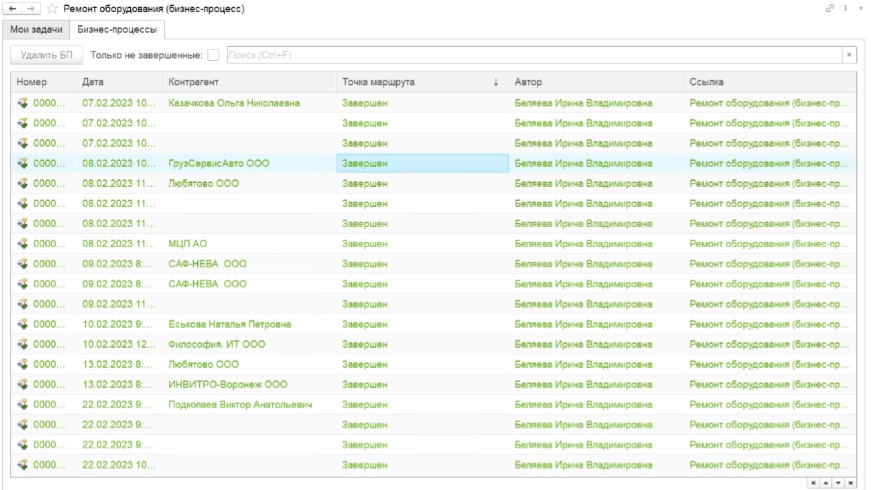 Ремонт оборудования (бизнес-процесс)
Мои задачи Бизнес-процессы
Удалить БП Только не завершенные: Поиск (Ctrl+F) ×
Номер Дата Контрагент Точка маршрута ↓ Автор Ссылка
0000... 07.02.2023 10... Казачкова Ольга Николаевна Завершен Беляева Ирина Владимировна Ремонт оборудования (бизнес-пр...
0000... 07.02.2023 10... Завершен Беляева Ирина Владимировна Ремонт оборудования (бизнес-пр...
0000... 07.02.2023 10... Завершен Беляева Ирина Владимировна Ремонт оборудования (бизнес-пр...
0000... 08.02.2023 10... ГрузСервисАвто ООО Завершен Беляева Ирина Владимировна Ремонт оборудования (бизнес-пр...
0000... 08.02.2023 11... Любятово ООО Завершен Беляева Ирина Владимировна Ремонт оборудования (бизнес-пр...
0000... 08.02.2023 11... Завершен Беляева Ирина Владимировна Ремонт оборудования (бизнес-пр...
0000... 08.02.2023 11... Завершен Беляева Ирина Владимировна Ремонт оборудования (бизнес-пр...
0000... 08.02.2023 11... МЦП АО Завершен Беляева Ирина Владимировна Ремонт оборудования (бизнес-пр...
0000... 09.02.2023 8:... САФ-НЕВА ООО Завершен Беляева Ирина Владимировна Ремонт оборудования (бизнес-пр...
0000... 09.02.2023 8:... САФ-НЕВА ООО Завершен Беляева Ирина Владимировна Ремонт оборудования (бизнес-пр...
0000... 09.02.2023 11... Завершен Беляева Ирина Владимировна Ремонт оборудования (бизнес-пр...
0000... 10.02.2023 9:... Еськова Наталья Петровна Завершен Беляева Ирина Владимировна Ремонт оборудования (бизнес-пр...
0000... 10.02.2023 12... Философия. ИТ ООО Завершен Беляева Ирина Владимировна Ремонт оборудования (бизнес-пр...
0000... 13.02.2023 8:... Любятово ООО Завершен Беляева Ирина Владимировна Ремонт оборудования (бизнес-пр...
0000... 13.02.2023 8:... ИНВИТРО-Воронеж ООО Завершен Беляева Ирина Владимировна Ремонт оборудования (бизнес-пр...
0000... 22.02.2023 9:... Подкопаев Виктор Анатольевич Завершен Беляева Ирина Владимировна Ремонт оборудования (бизнес-пр...
0000... 22.02.2023 9:... Завершен Беляева Ирина Владимировна Ремонт оборудования (бизнес-пр...
0000... 22.02.2023 9:... Завершен Беляева Ирина Владимировна Ремонт оборудования (бизнес-пр...
0000... 22.02.2023 10... Завершен Беляева Ирина Владимировна Ремонт оборудования (бизнес-пр...